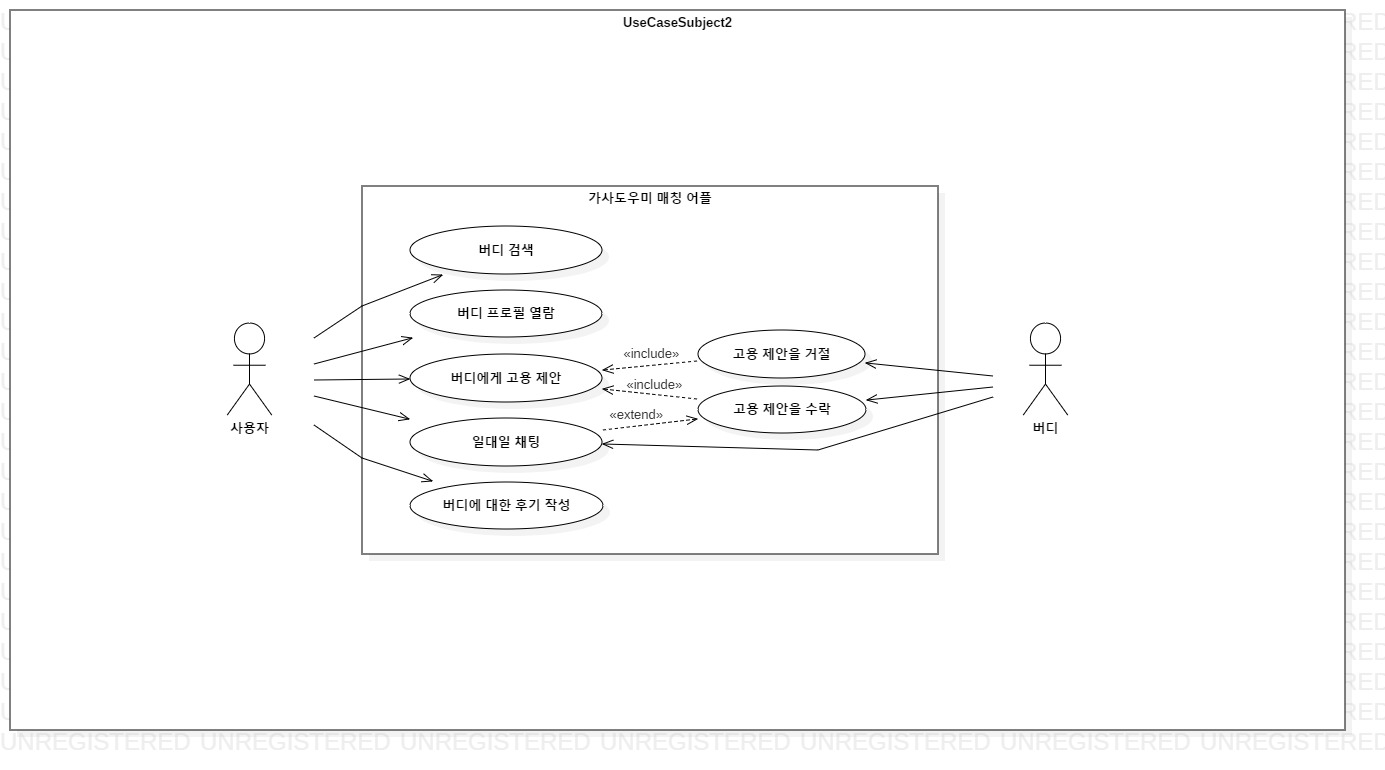 UseCaseSubject2
가사도우미 매칭 어플
버디 검색
버디 프로필 열람
«include»
고용 제안을 거절
버디에게 고용 제안
«include»
고용 제안을 수락
«extend»
사용자
버디
일대일 채팅
버디에 대한 후기 작성
UNREGISTERED UNREGISTERED UNREGISTERED UNREGISTERED UNREGISTERED UNREGISTERED UNREGISTERED